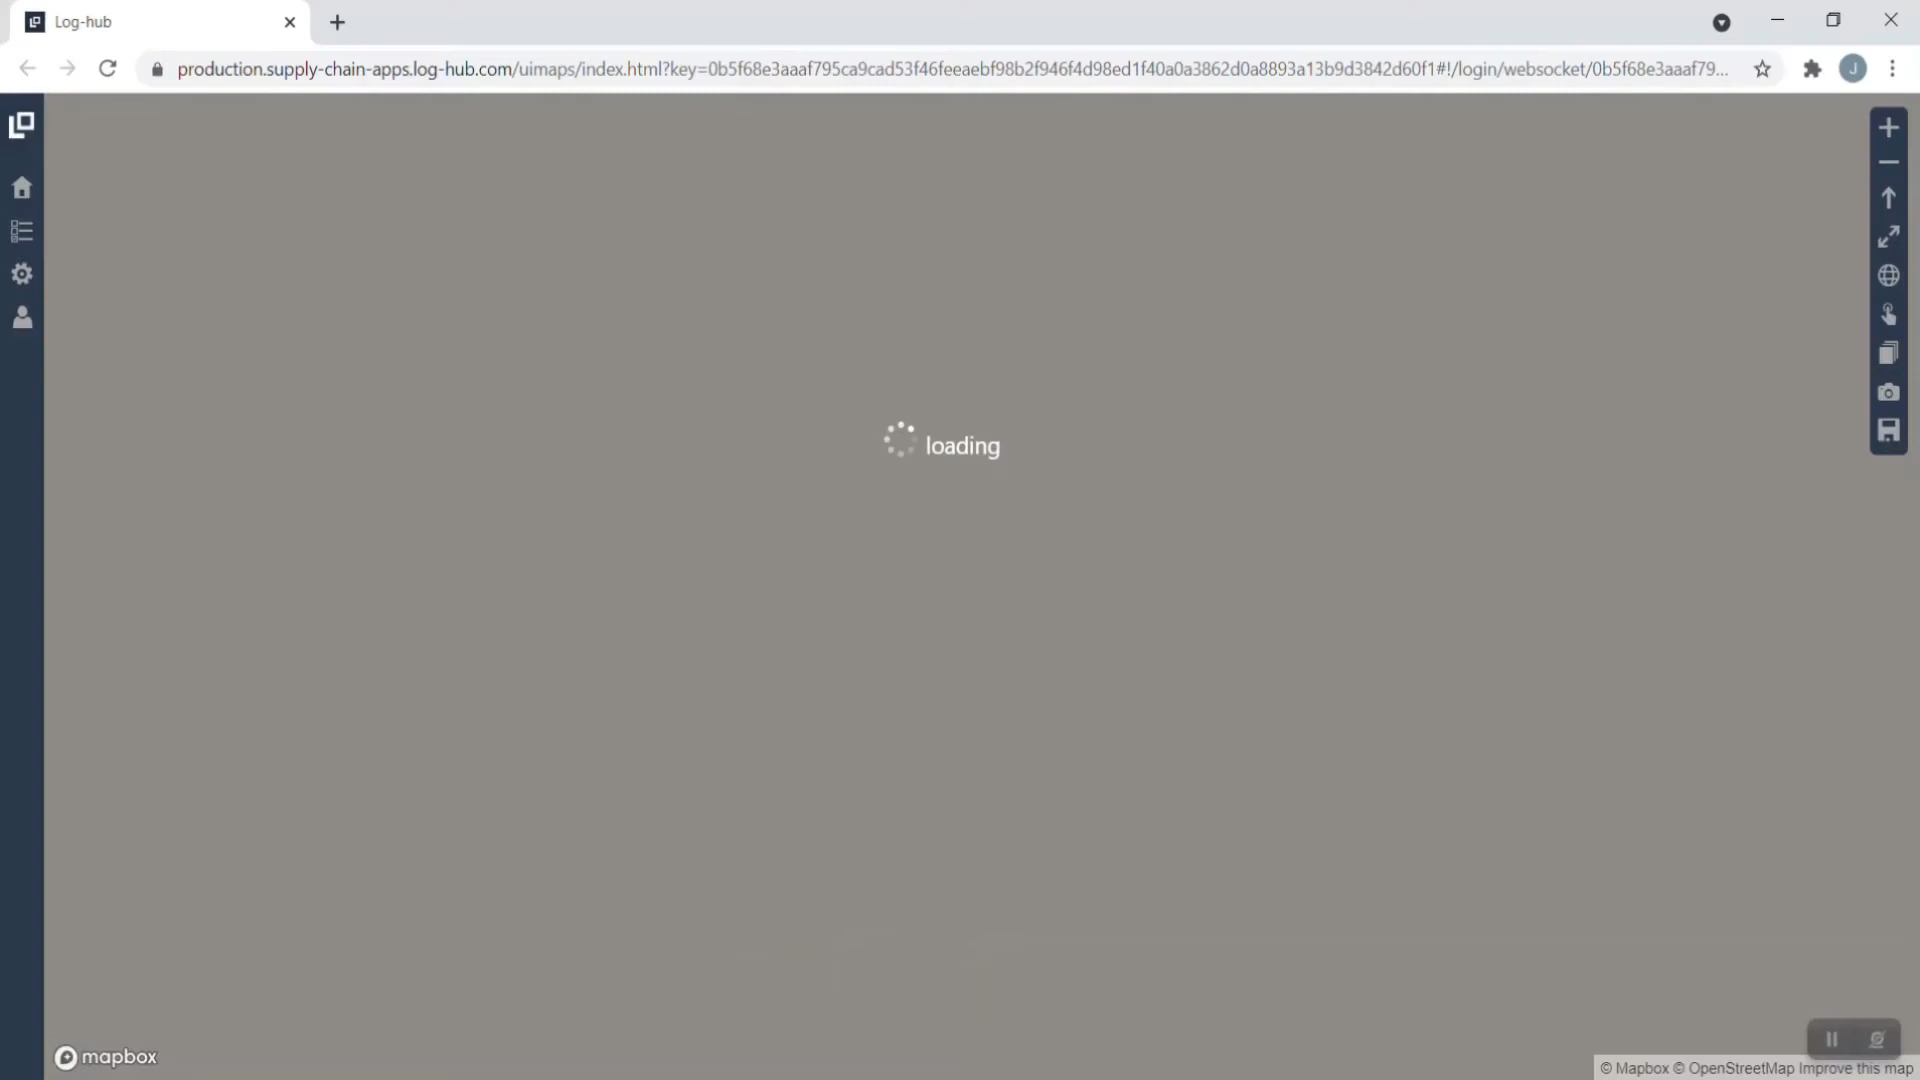 Log-hub
production.supply-chain-apps.log-hub.com/uimaps/index.html?key=0b5f68e3aaaf795ca9cad53f46feeaebf98b2f946f4d98ed1f40a0a3862d0a8893a13b9d3842d60f1#!/login/websocket/0b5f68e3aaaf79...
J
loading
mapbox
© Mapbox © OpenStreetMap Improve this map